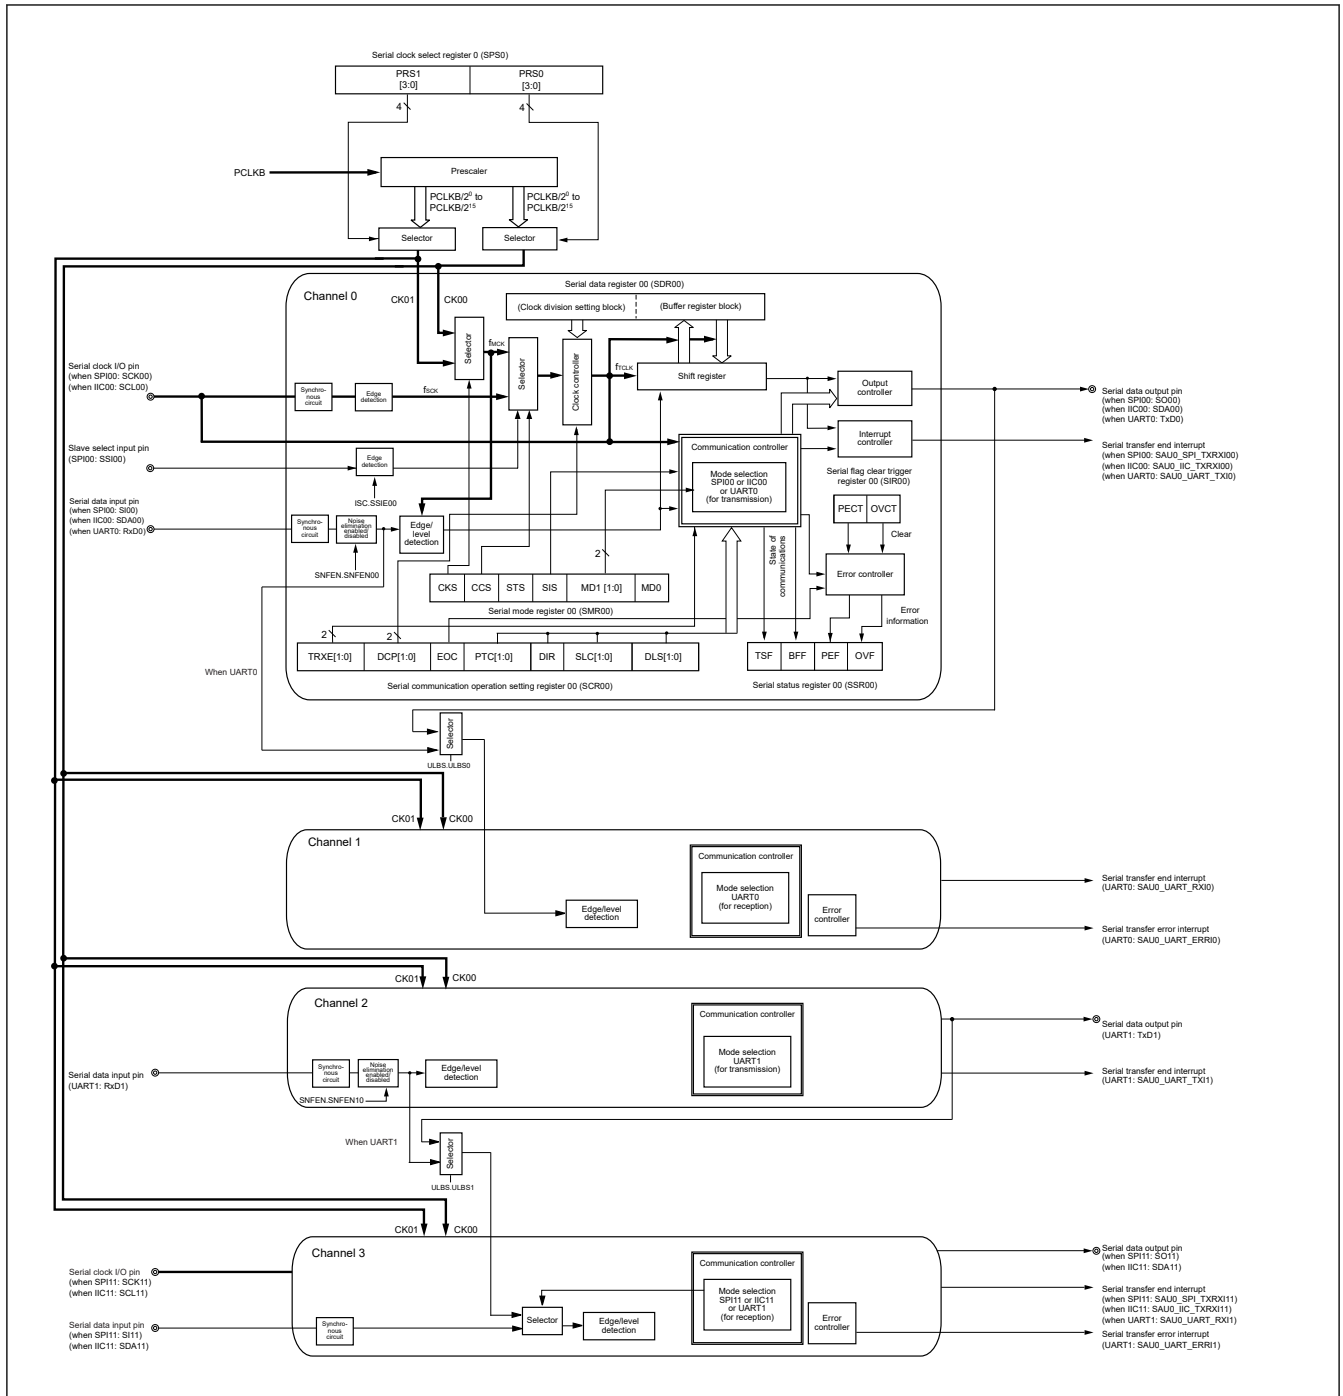 Serial clock select register 0 (SPS0)
PRS1
[3:0]
PRS0
[3:0]
4
4
PCLKB
Prescaler
PCLKB/2⁰ to
PCLKB/2¹⁵
PCLKB/2⁰ to
PCLKB/2¹⁵
Selector
Selector
Channel 0
CK01
CK00
Serial data register 00 (SDR00)
(Clock division setting block)
(Buffer register block)
Selector
fMCK
Selector
Clock controller
fTCLK
Shift register
Output
controller
Interrupt
controller
Serial clock I/O pin
(when SPI00: SCK00)
(when IIC00: SCL00)
Synchro-
nous
circuit
Edge
detection
fSCK
Serial data output pin
(when SPI00: SO00)
(when IIC00: SDA00)
(when UART0: TxD0)
Slave select input pin
(SPI00: SSI00)
Edge
detection
ISC.SSIE00
Communication controller
Mode selection
SPI00 or IIC00
or UART0
(for transmission)
Serial transfer end interrupt
(when SPI00: SAU0_SPI_TXRXI00)
(when IIC00: SAU0_IIC_TXRXI00)
(when UART0: SAU0_UART_TXI0)
Serial flag clear trigger
register 00 (SIR00)
PECT
OVCT
Clear
Serial data input pin
(when SPI00: SI00)
(when IIC00: SDA00)
(when UART0: RxD0)
Synchro-
nous
circuit
Noise
elimination
enabled/
disabled
Edge/
level
detection
SNFEN.SNFEN00
2
State of
communications
Error controller
Error
information
CKS
CCS
STS
SIS
MD1 [1:0]
MD0
Serial mode register 00 (SMR00)
2
2
TRXE[1:0]
DCP[1:0]
EOC
PTC[1:0]
DIR
SLC[1:0]
DLS[1:0]
Serial communication operation setting register 00 (SCR00)
TSF
BFF
PEF
OVF
Serial status register 00 (SSR00)
When UART0
Selector
ULBS.ULBS0
CK01
CK00
Channel 1
Communication controller
Mode selection
UART0
(for reception)
Edge/level
detection
Error
controller
Serial transfer end interrupt
(UART0: SAU0_UART_RXI0)
Serial transfer error interrupt
(UART0: SAU0_UART_ERRI0)
CK01
CK00
Channel 2
Communication controller
Mode selection
UART1
(for transmission)
Serial data output pin
(UART1: TxD1)
Serial data input pin
(UART1: RxD1)
Synchro-
nous
circuit
Noise
elimination
enabled/
disabled
Edge/level
detection
SNFEN.SNFEN10
Serial transfer end interrupt
(UART1: SAU0_UART_TXI1)
When UART1
Selector
ULBS.ULBS1
CK01
CK00
Channel 3
Serial clock I/O pin
(when SPI11: SCK11)
(when IIC11: SCL11)
Communication controller
Mode selection
SPI11 or IIC11
or UART1
(for reception)
Serial data output pin
(when SPI11: SO11)
(when IIC11: SDA11)
Serial transfer end interrupt
(when SPI11: SAU0_SPI_TXRXI11)
(when IIC11: SAU0_IIC_TXRXI11)
(when UART1: SAU0_UART_RXI1)
Serial data input pin
(when SPI11: SI11)
(when IIC11: SDA11)
Synchro-
nous
circuit
Selector
Edge/level
detection
Error
controller
Serial transfer error interrupt
(UART1: SAU0_UART_ERRI1)